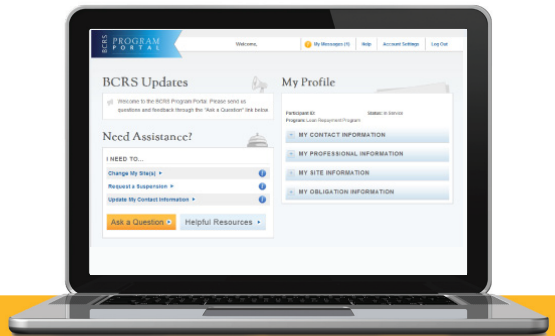 BCRS PROGRAM PORTAL
Welcome,
My Messages (0)
Help
Account Settings
Log Out
BCRS Updates
Welcome to the BCRS Program Portal. Please send us
questions and feedback through the "Ask a Question" link below
Need Assistance?
I NEED TO...
Change My Site(s)
Request a Suspension
Update My Contact Information
Ask a Question
Helpful Resources
My Profile
Participant ID:
Status: In Service
Program: Loan Repayment Program
MY CONTACT INFORMATION
MY PROFESSIONAL INFORMATION
MY SITE INFORMATION
MY OBLIGATION INFORMATION